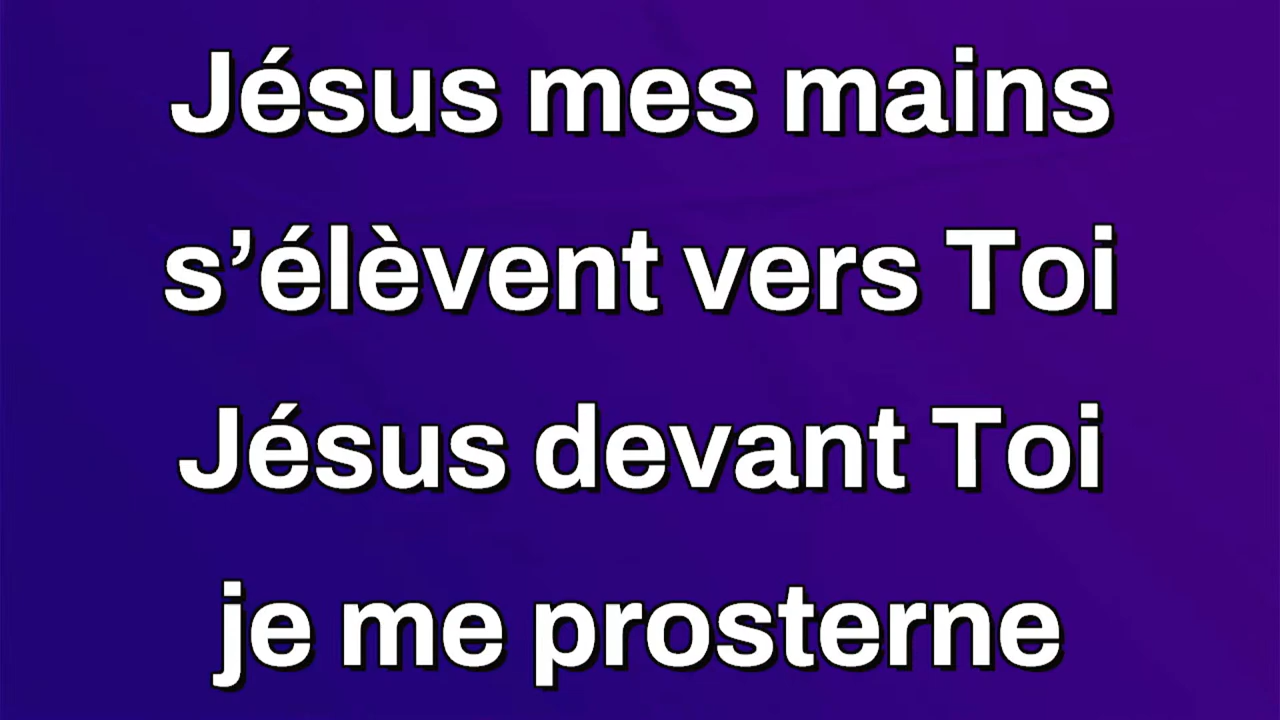 Jésus mes mains
s’élèvent vers Toi
Jésus devant Toi
je me prosterne